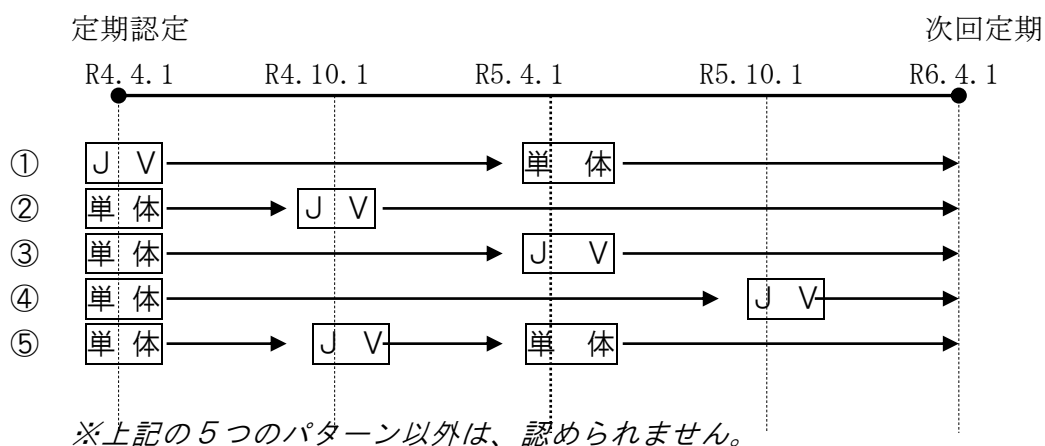 定期認定 次回定期
R4.4.1 R4.10.1 R5.4.1 R5.10.1 R6.4.1
① ＪＶ 単体
② 単体 ＪＶ
③ 単体 ＪＶ
④ 単体 ＪＶ
⑤ 単体 ＪＶ 単体
※上記の５つのパターン以外は、認められません。